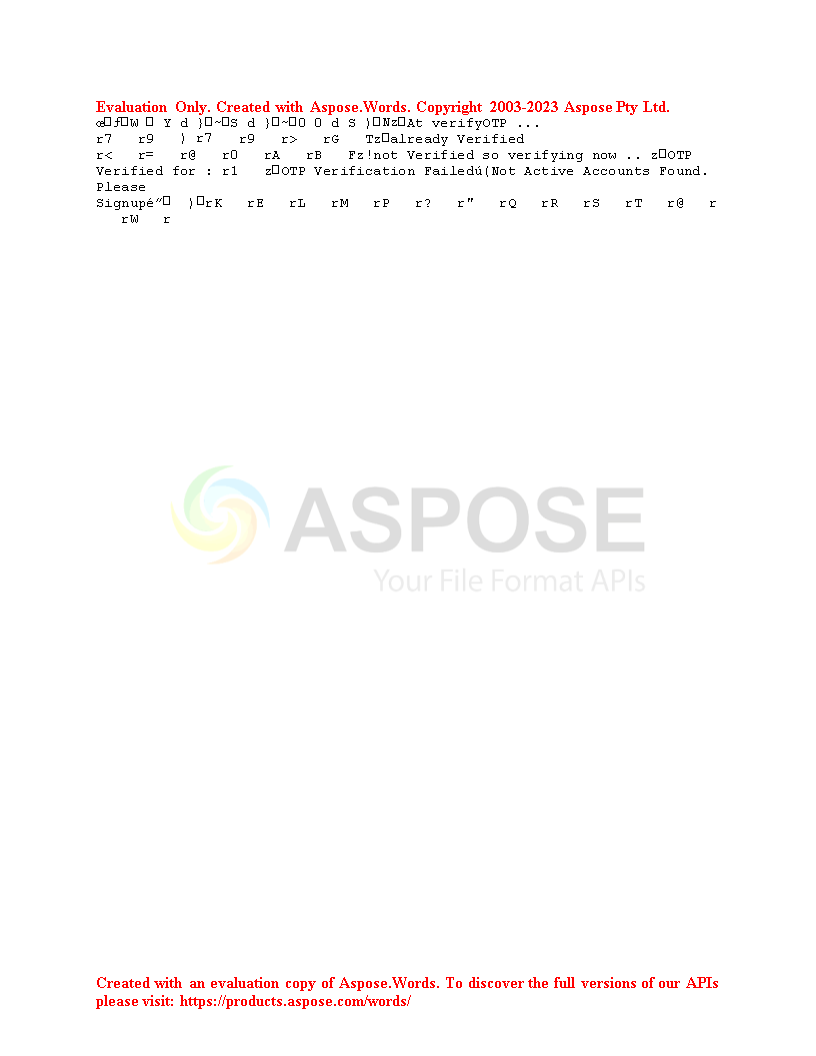 Evaluation Only. Created with Aspose.Words. Copyright 2003-2023 Aspose Pty Ltd.
œ□ƒ□W □ Y d }□~□S d }□~□O O d S )□Nz□At verifyOTP ...
r7 r9 ) r7 r9 r> rG Tz□already Verified
r< r= r@ r0 rA rB Fz!not Verified so verifying now .. z□OTP
Verified for : r1 z□OTP Verification Failedú(Not Active Accounts Found.
Please
Signupé”□ )□rK rE rL rM rP r? r" rQ rR rS rT r@ r
rW r
ASPOSE
Your File Format APIs
Created with an evaluation copy of Aspose.Words. To discover the full versions of our APIs
please visit: https://products.aspose.com/words/